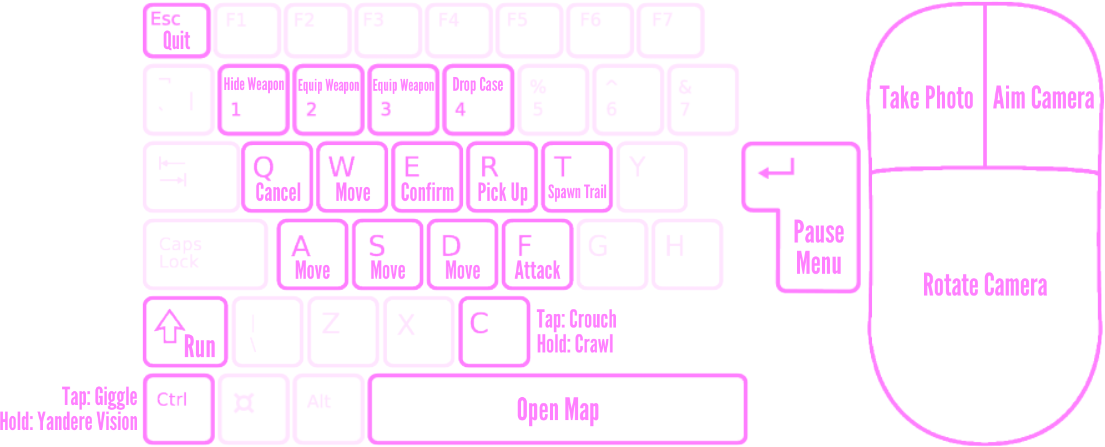 Esc
Quit
F1
F2
F3
F4
F5
F6
F7
Hide Weapon
1
Equip Weapon
2
Equip Weapon
3
Drop Case
4
%
5
^
6
&
7
Take Photo
Aim Camera
Q
Cancel
W
Move
E
Confirm
R
Pick Up
T
Spawn Trail
Y
Pause
Menu
Caps
Lock
A
Move
S
Move
D
Move
F
Attack
G
H
Rotate Camera
Run
|
\
Z
X
C
Tap: Crouch
Hold: Crawl
Tap: Giggle
Hold: Yandere Vision
Ctrl
Alt
Open Map